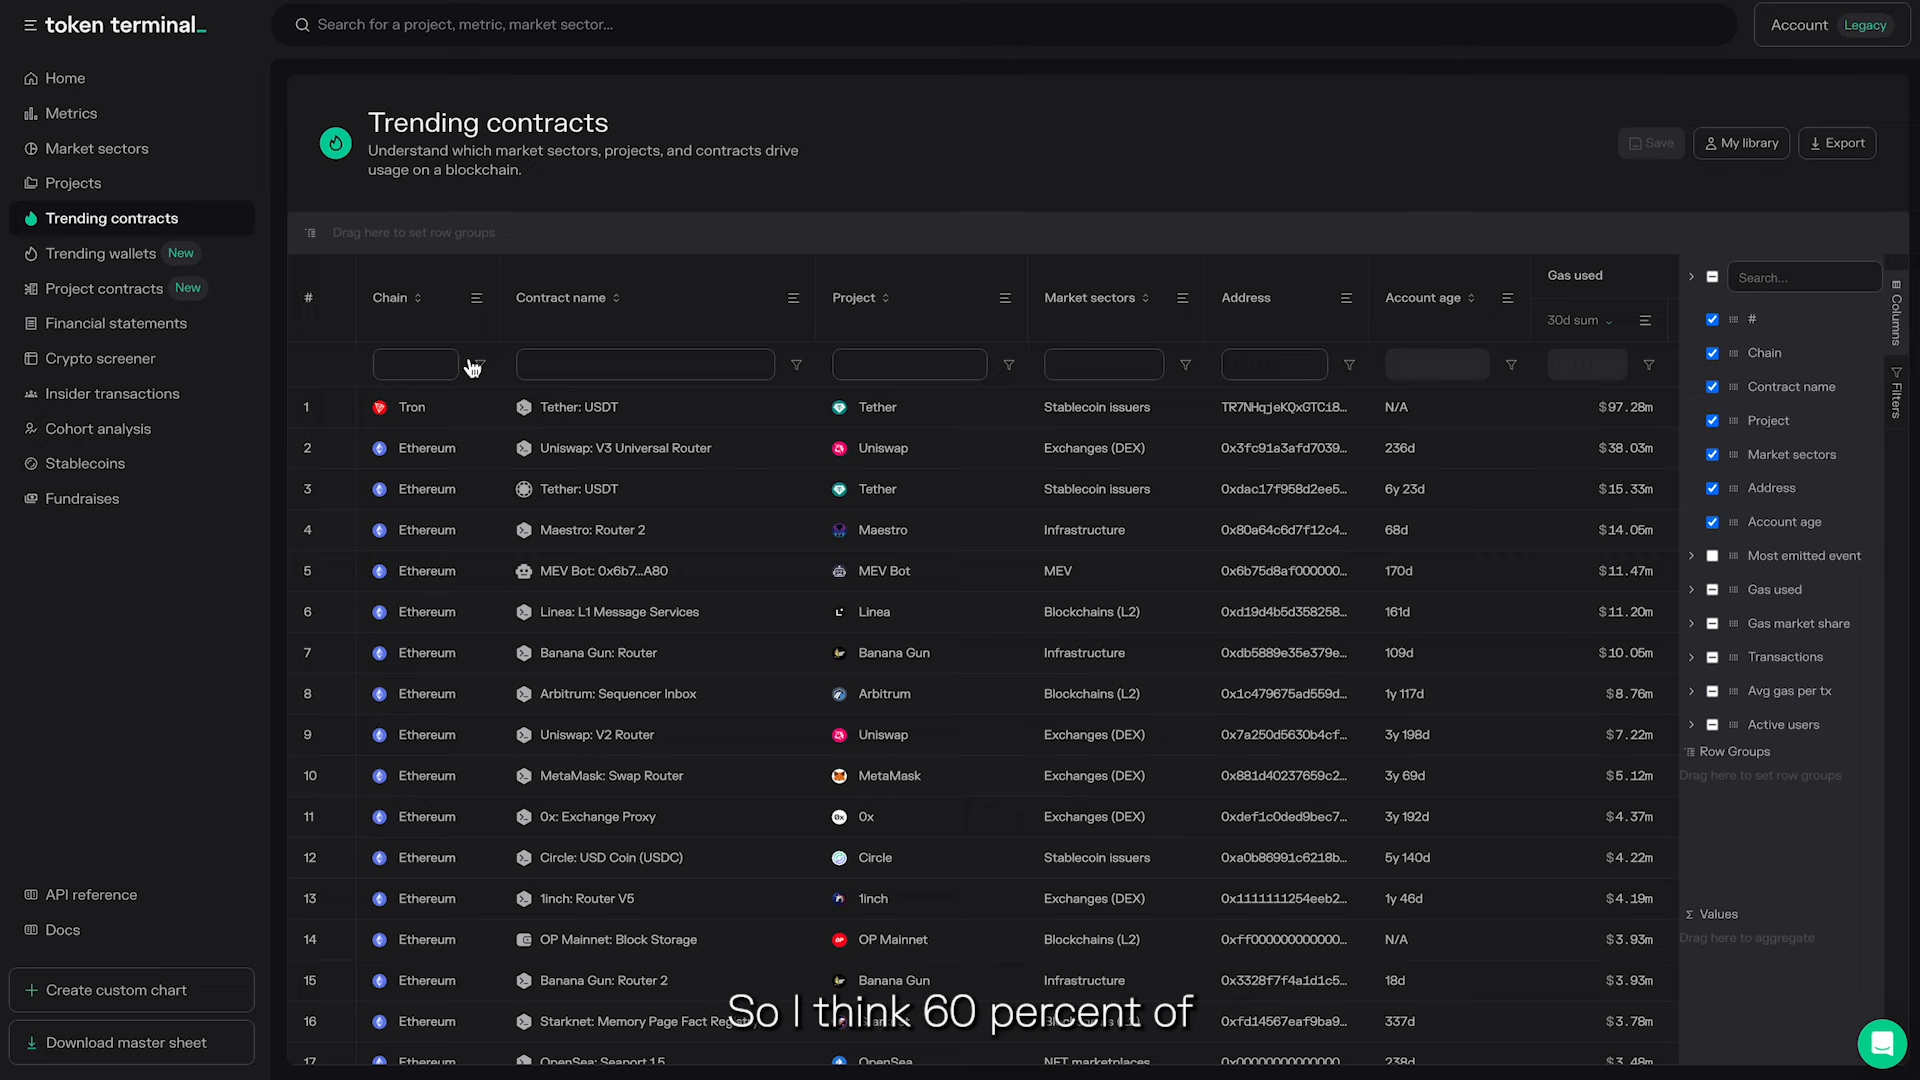 token terminal_
Search for a project, metric, market sector...
Account Legacy
Home
Metrics
Market sectors
Projects
Trending contracts
Trending wallets New
Project contracts New
Financial statements
Crypto screener
Insider transactions
Cohort analysis
Stablecoins
Fundraises
API reference
Docs
+ Create custom chart
Download master sheet
Trending contracts
Understand which market sectors, projects, and contracts drive
usage on a blockchain.
Save My library Export
Drag here to set row groups
# Chain Contract name Project Market sectors Address Account age Gas used
30d sum
1 Tron Tether: USDT Tether Stablecoin issuers TR7NHqjeKQxGTCi8... N/A $97.28m
2 Ethereum Uniswap: V3 Universal Router Uniswap Exchanges (DEX) 0x3fc91a3afd7039... 236d $38.03m
3 Ethereum Tether: USDT Tether Stablecoin issuers 0xdac17f958d2ee5... 6y 23d $15.33m
4 Ethereum Maestro: Router 2 Maestro Infrastructure 0x80a64c6d7f12c4... 68d $14.05m
5 Ethereum MEV Bot: 0x6b7...A80 MEV Bot MEV 0x6b75d8af000000... 170d $11.47m
6 Ethereum Linea: L1 Message Services Linea Blockchains (L2) 0xd19d4b5d358258... 161d $11.20m
7 Ethereum Banana Gun: Router Banana Gun Infrastructure 0xdb5889e35e379e... 109d $10.05m
8 Ethereum Arbitrum: Sequencer Inbox Arbitrum Blockchains (L2) 0x1c479675ad559d... 1y 117d $8.76m
9 Ethereum Uniswap: V2 Router Uniswap Exchanges (DEX) 0x7a250d5630b4cf... 3y 198d $7.22m
10 Ethereum MetaMask: Swap Router MetaMask Exchanges (DEX) 0x881d40237659c2... 3y 69d $5.12m
11 Ethereum 0x: Exchange Proxy 0x Exchanges (DEX) 0xdef1c0ded9bec7... 3y 192d $4.37m
12 Ethereum Circle: USD Coin (USDC) Circle Stablecoin issuers 0xa0b86991c6218b... 5y 140d $4.22m
13 Ethereum 1inch: Router V5 1inch Exchanges (DEX) 0x1111111254eeb2... 1y 46d $4.19m
14 Ethereum OP Mainnet: Block Storage OP Mainnet Blockchains (L2) 0xff000000000000... N/A $3.93m
15 Ethereum Banana Gun: Router 2 Banana Gun Infrastructure 0x3328f7f4a1d1c5... 18d $3.93m
16 Ethereum Starknet: Memory Page Fact 0xfd14567eaf9ba9... 337d $3.78m
17 Ethereum OpenSea: Seaport 1.5 OpenSea NFT marketplaces 238d $3.48m
So I think 60 percent of
Search...
#
Chain
Contract name
Project
Market sectors
Address
Account age
Most emitted event
Gas used
Gas market share
Transactions
Avg gas per tx
Active users
Row Groups
Drag here to set row groups
Σ Values
Drag here to aggregate
Columns
Filters